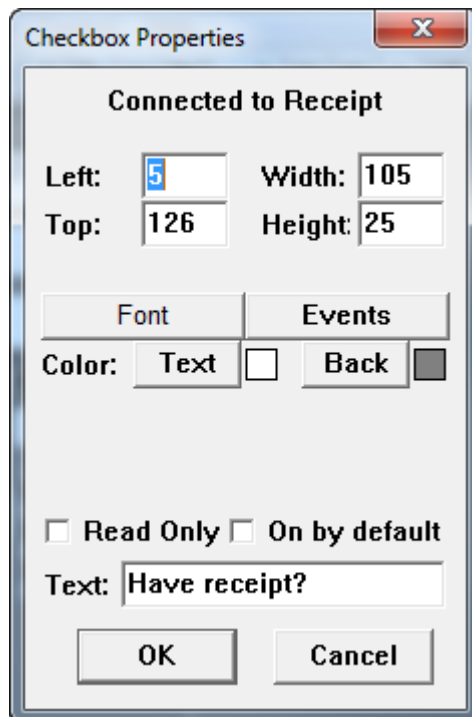 Checkbox Properties
Connected to Receipt
Left: 5 Width: 105
Top: 126 Height: 25
Font Events
Color: Text Back
Read Only On by default
Text: Have receipt?
OK Cancel